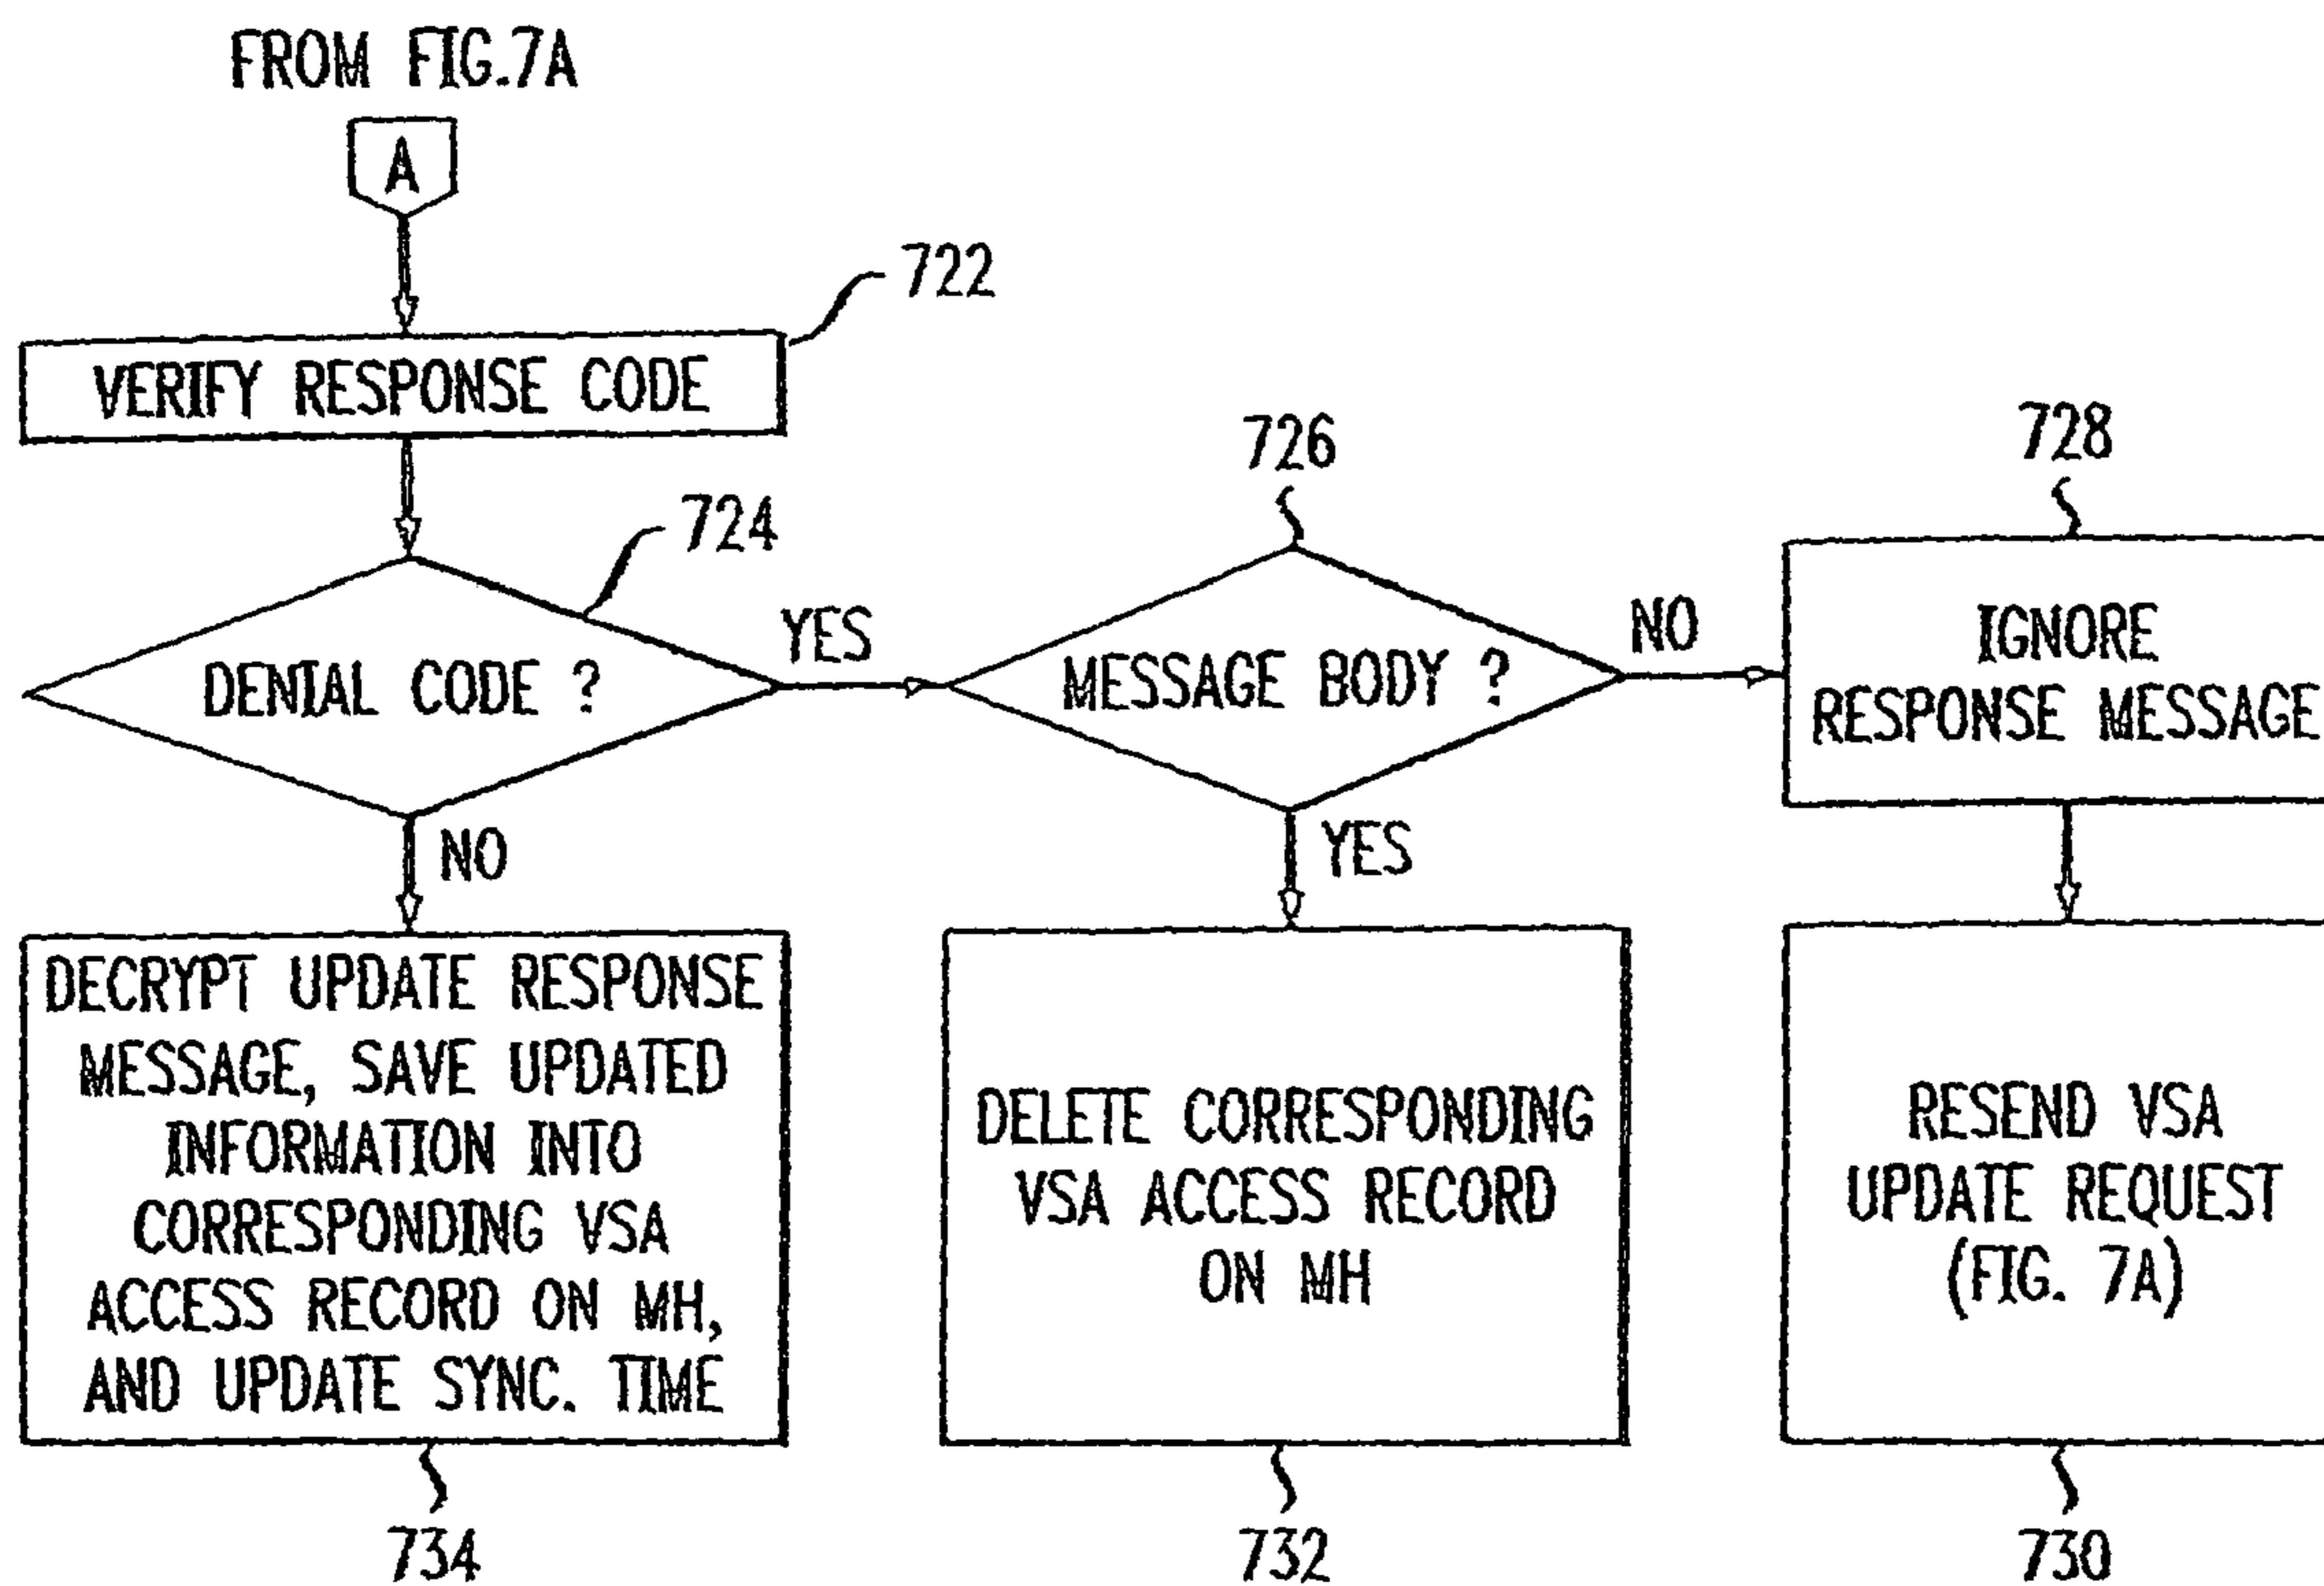 FROM FIG.7A
A
722
VERIFY RESPONSE CODE
724
726
728
DENIAL CODE ?
YES
MESSAGE BODY ?
NO
IGNORE
RESPONSE MESSAGE
NO
YES
DECRYPT UPDATE RESPONSE
MESSAGE, SAVE UPDATED
INFORMATION INTO
CORRESPONDING VSA
ACCESS RECORD ON MH,
AND UPDATE SYNC. TIME
DELETE CORRESPONDING
VSA ACCESS RECORD
ON MH
RESEND VSA
UPDATE REQUEST
(FIG. 7A)
734
732
730